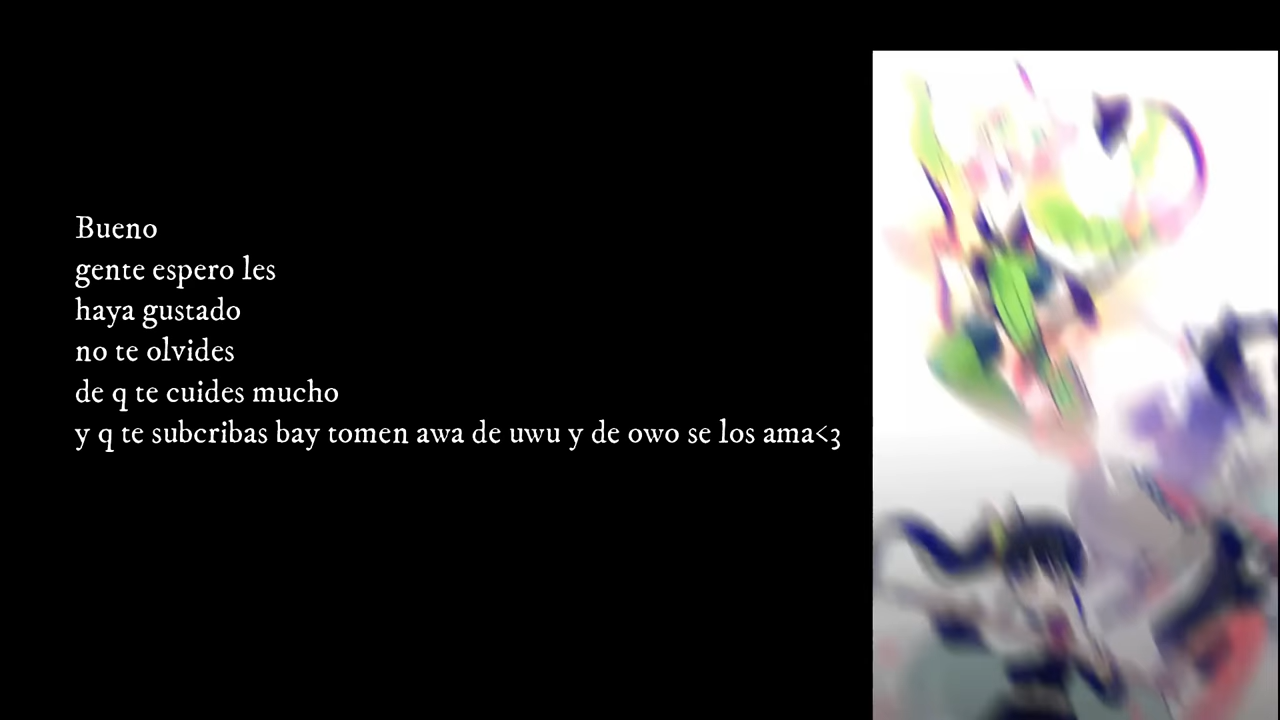 Bueno
gente espero les
haya gustado
no te olvides
de q te cuides mucho
y q te subcribas bay tomen awa de uwu y de owo se los ama<3